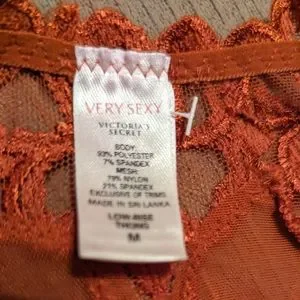 VERY SEXY
VICTORIA'S
SECRET
BODY:
93% POLYESTER
7% SPANDEX
MESH:
79% NYLON
21% SPANDEX
EXCLUSIVE OF TRIMS
MADE IN SRI LANKA
LOW-RISE
THONG
M